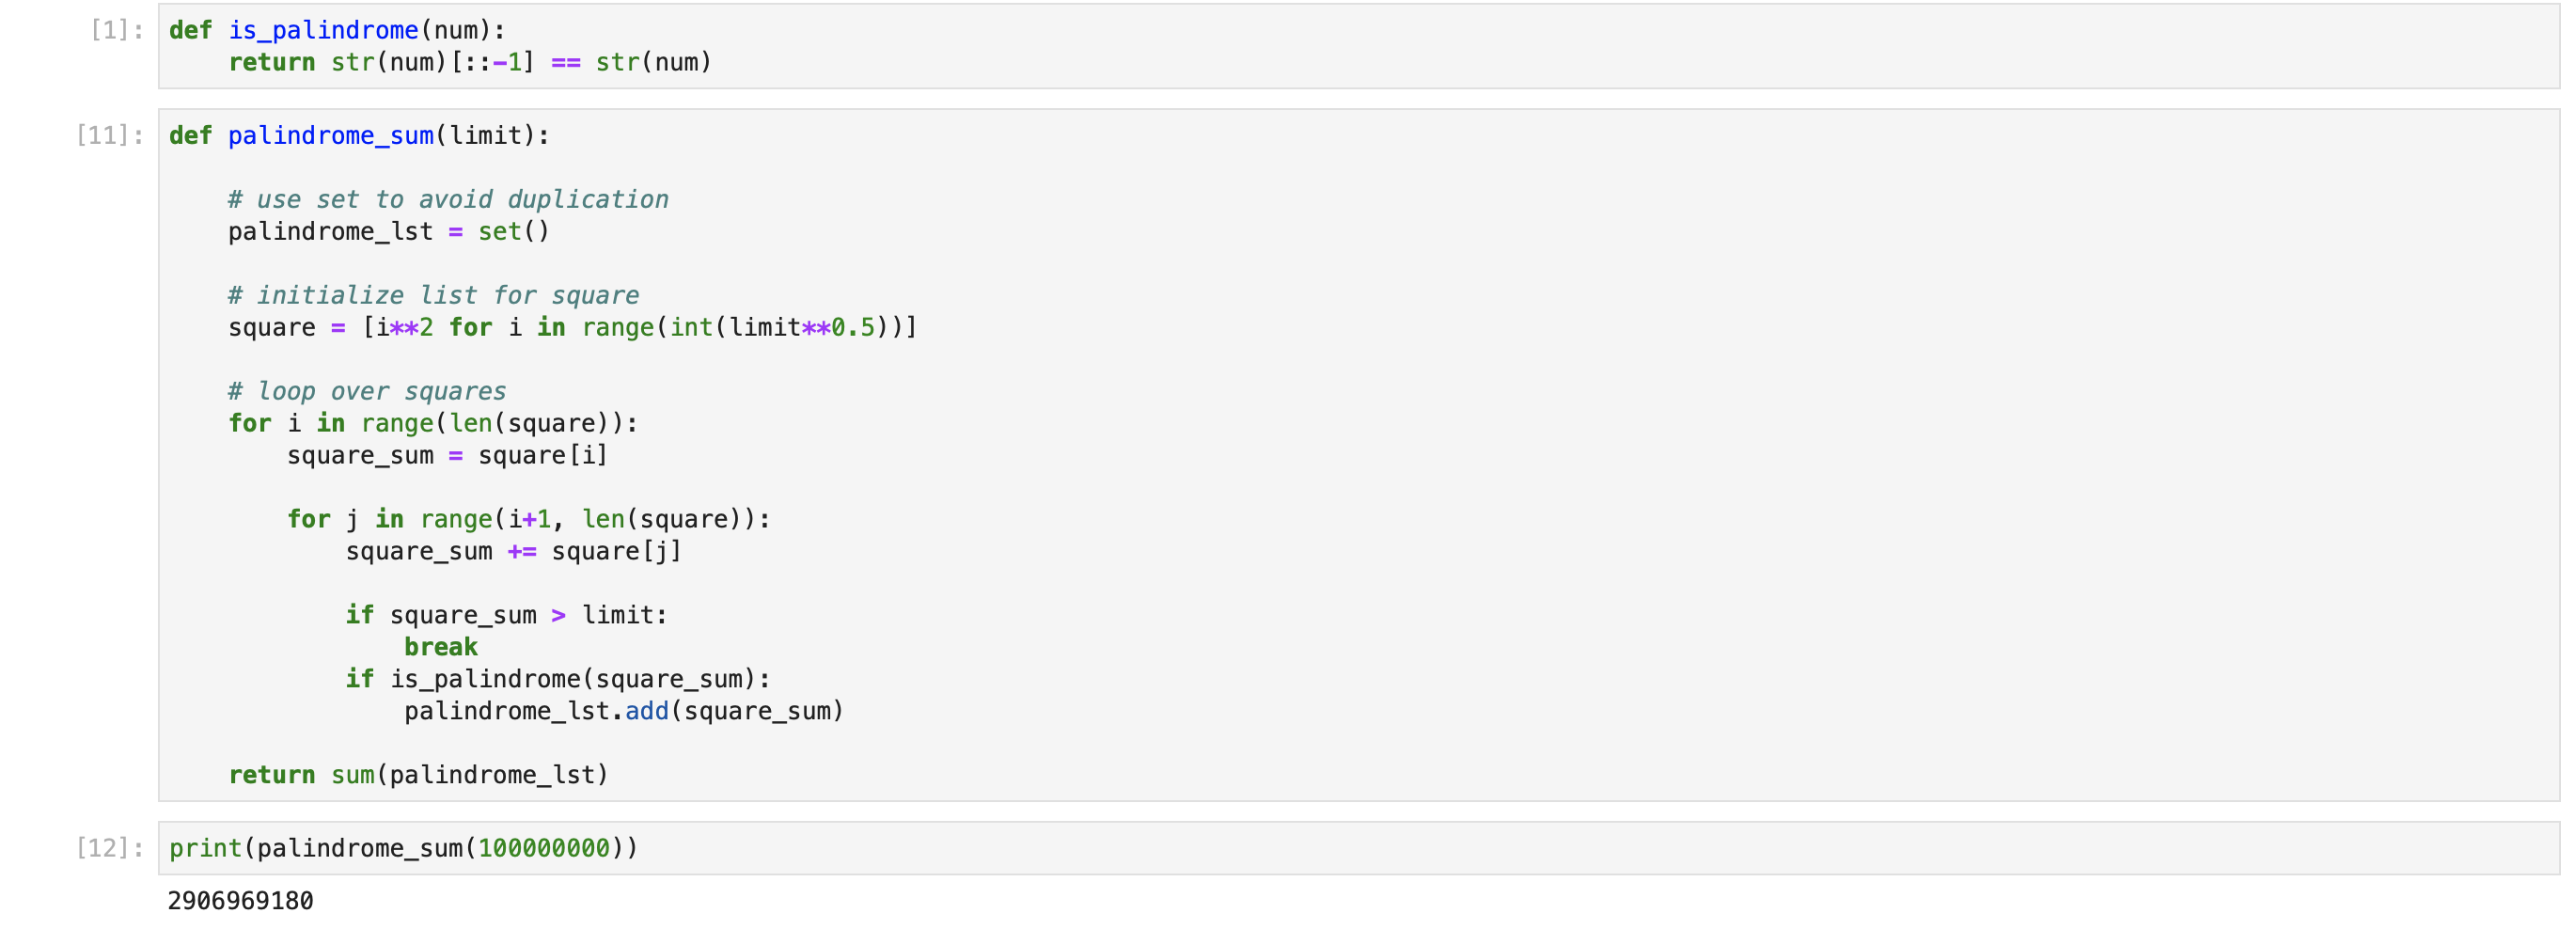 [1]: def is_palindrome(num):
    return str(num)[::-1] == str(num)
[11]: def palindrome_sum(limit):
    # use set to avoid duplication
    palindrome_lst = set()
    # initialize list for square
    square = [i**2 for i in range(int(limit**0.5))]
    # loop over squares
    for i in range(len(square)):
        square_sum = square[i]
        for j in range(i+1, len(square)):
            square_sum += square[j]
            if square_sum > limit:
                break
            if is_palindrome(square_sum):
                palindrome_lst.add(square_sum)
    return sum(palindrome_lst)
[12]: print(palindrome_sum(100000000))
2906969180